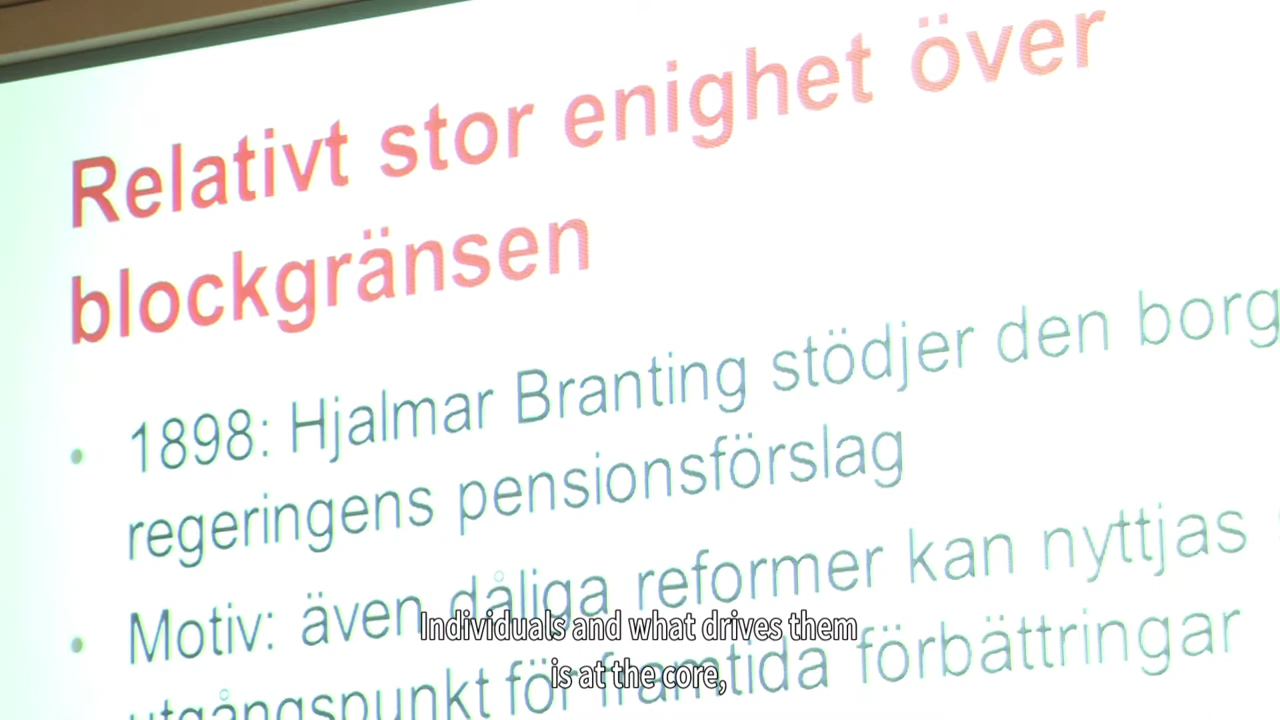 Relativt stor enighet över
blockgränsen
• 1898: Hjalmar Branting stödjer den borg
regeringens pensionsförslag
• Motiv: även dåliga reformer kan nyttjas
utgångspunkt för framtida förbättringar
Individuals and what drives them
is at the core,